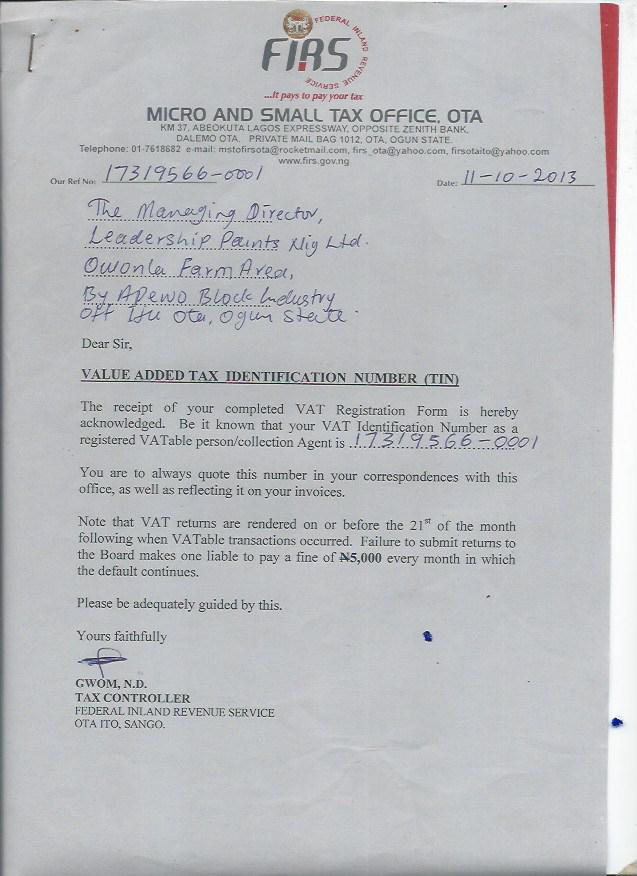 FEDERAL INLAND REVENUE SERVICE
FIRS
...It pays to pay your tax
MICRO AND SMALL TAX OFFICE, OTA
KM 37, ABEOKUTA LAGOS EXPRESSWAY, OPPOSITE ZENITH BANK,
DALEMO OTA, PRIVATE MAIL BAG 1012, OTA, OGUN STATE.
Telephone: 01-7618682 e-mail: mstofirsota@rocketmail.com, firs_ota@yahoo.com, firsotaito@yahoo.com
www.firs.gov.ng
Our Ref No: 17319566-0001 Date: 11-10-2013
The Managing Director,
Leadership Paints Nig Ltd.
Owonla Farm Area,
By Adewo Block Industry
Off Itu Ota, Ogun State.
Dear Sir,
VALUE ADDED TAX IDENTIFICATION NUMBER (TIN)
The receipt of your completed VAT Registration Form is hereby
acknowledged. Be it known that your VAT Identification Number as a
registered VATable person/collection Agent is 17319566-0001
You are to always quote this number in your correspondences with this
office, as well as reflecting it on your invoices.
Note that VAT returns are rendered on or before the 21st of the month
following when VATable transactions occurred. Failure to submit returns
to the Board makes one liable to pay a fine of ₦5,000 every month in which
the default continues.
Please be adequately guided by this.
Yours faithfully
GWOM, N.D.
TAX CONTROLLER
FEDERAL INLAND REVENUE SERVICE
OTA ITO, SANGO.